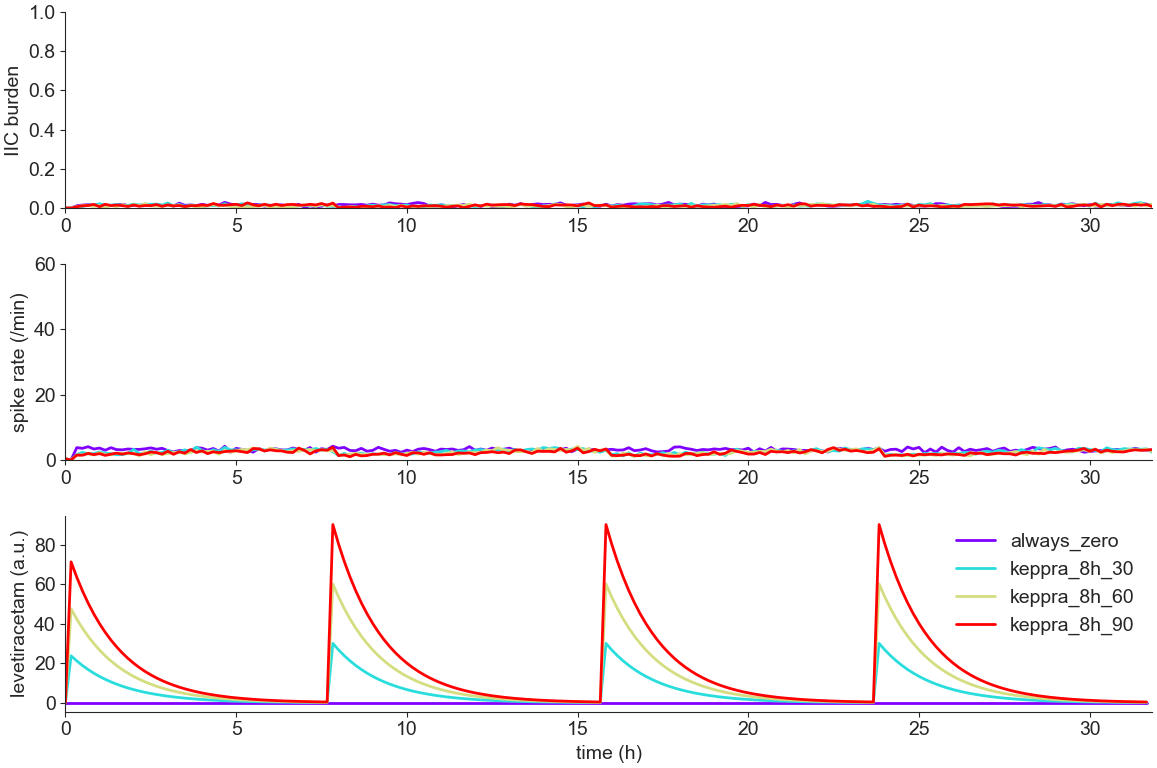 IIC burden
1.0
0.8
0.6
0.4
0.2
0.0
0 5 10 15 20 25 30
spike rate (/min)
60
40
20
0
0 5 10 15 20 25 30
levetiracetam (a.u.)
80
60
40
20
0
always_zero
keppra_8h_30
keppra_8h_60
keppra_8h_90
0 5 10 15 20 25 30
time (h)